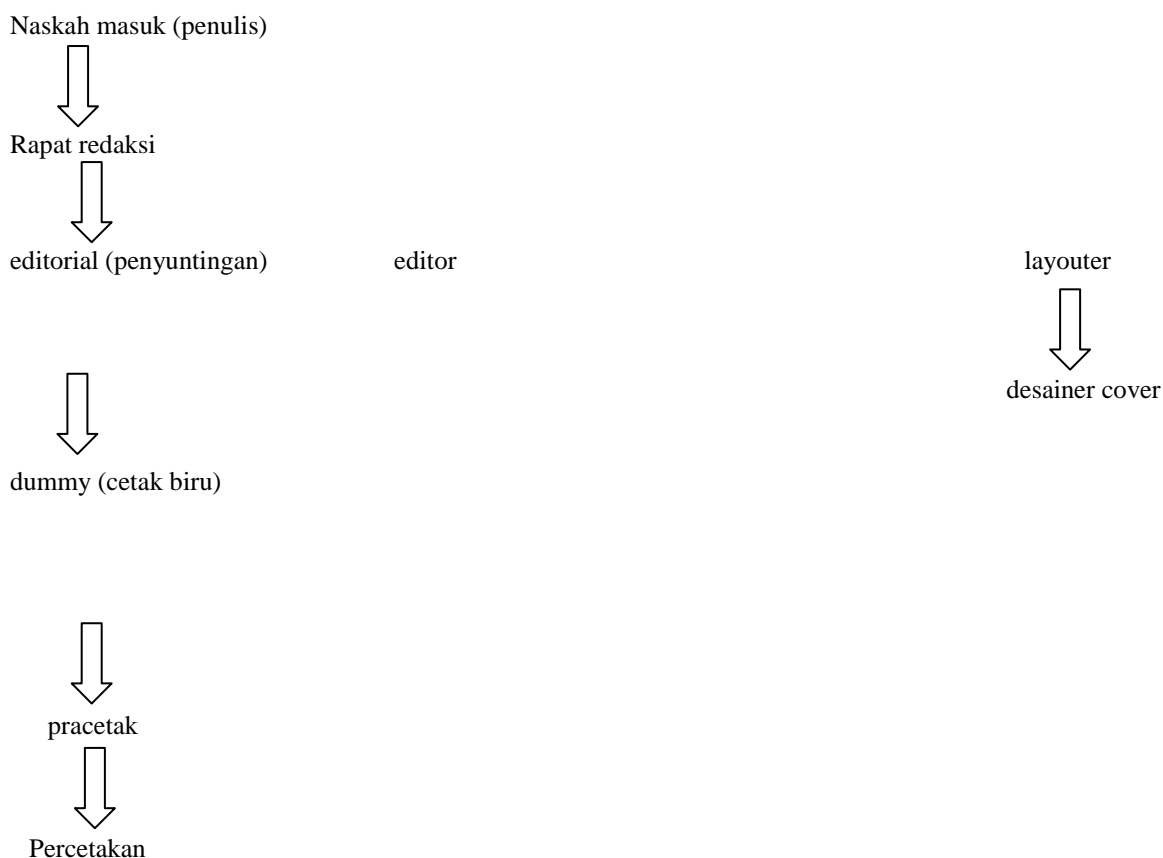 Naskah masuk (penulis)
Rapat redaksi
editorial (penyuntingan) editor layouter
desainer cover
dummy (cetak biru)
pracetak
Percetakan